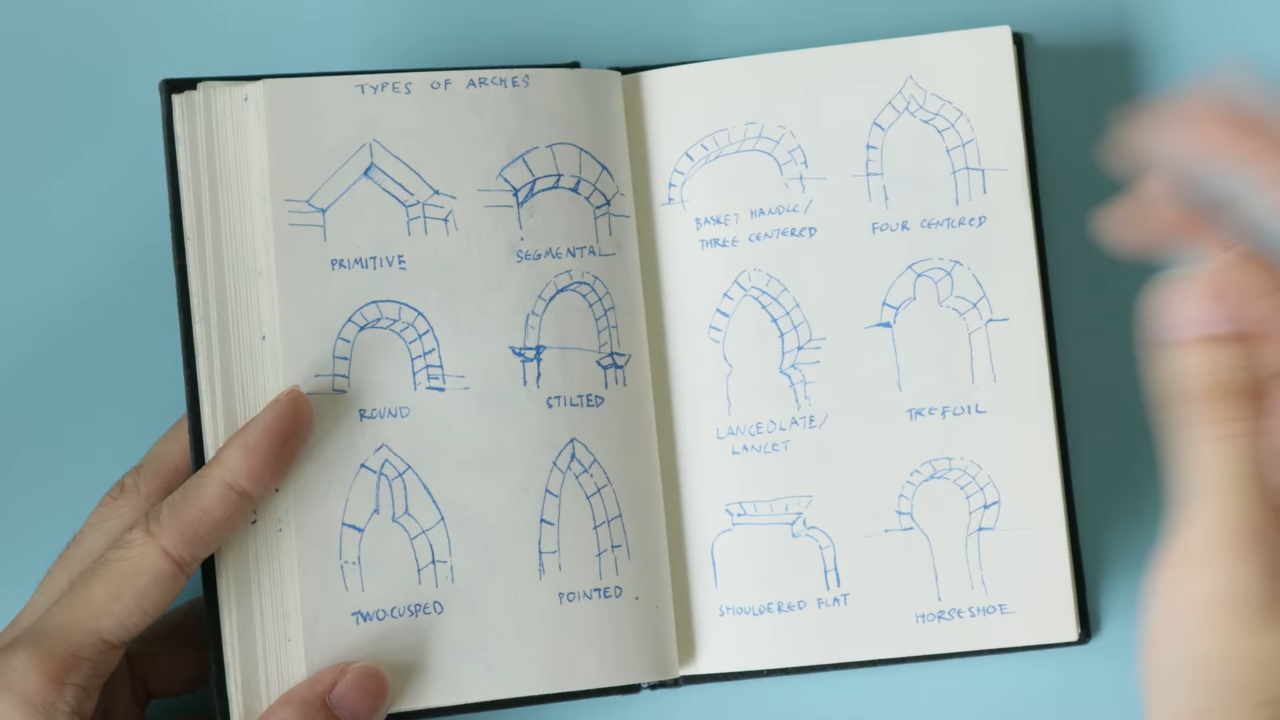 TYPES OF ARCHES
PRIMITIVE
SEGMENTAL
ROUND
STILTED
TWO-CUSPED
POINTED
BASKET HANDLE/
THREE CENTERED
FOUR CENTERED
LANCEOLATE/
LANCET
TREFOIL
SHOULDERED FLAT
HORSESHOE